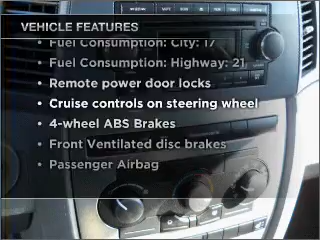 VEHICLE FEATURES
• Fuel Consumption: City: 17
• Fuel Consumption: Highway: 21
• Remote power door locks
• Cruise controls on steering wheel
• 4-wheel ABS Brakes
• Front Ventilated disc brakes
• Passenger Airbag